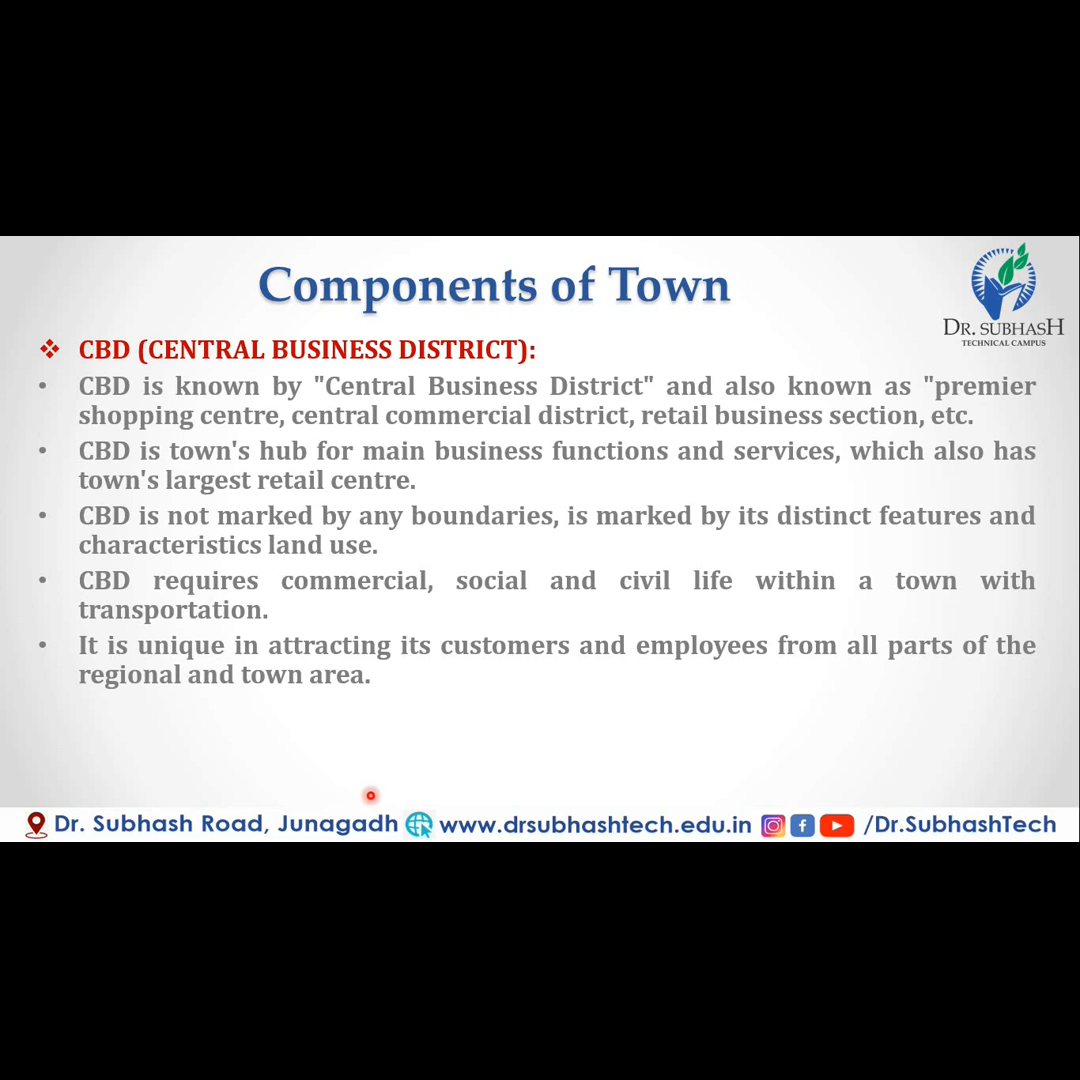 Components of Town
DR. SUBHASH
TECHNICAL CAMPUS
❖ CBD (CENTRAL BUSINESS DISTRICT):
• CBD is known by "Central Business District" and also known as "premier
shopping centre, central commercial district, retail business section, etc.
• CBD is town's hub for main business functions and services, which also has
town's largest retail centre.
• CBD is not marked by any boundaries, is marked by its distinct features and
characteristics land use.
• CBD requires commercial, social and civil life within a town with
transportation.
• It is unique in attracting its customers and employees from all parts of the
regional and town area.
Dr. Subhash Road, Junagadh www.drsubhashtech.edu.in /Dr.SubhashTech